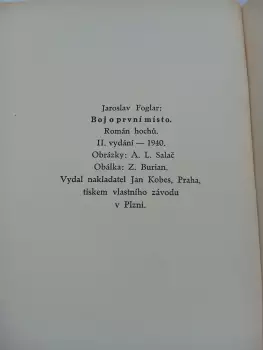 Jaroslav Foglar:
Boj o první místo.
Román hochů.
II. vydání — 1940.
Obrázky: A. L. Salač
Obálka: Z. Burian.
Vydal nakladatel Jan Kobes, Praha,
tiskem vlastního závodu
v Plzni.